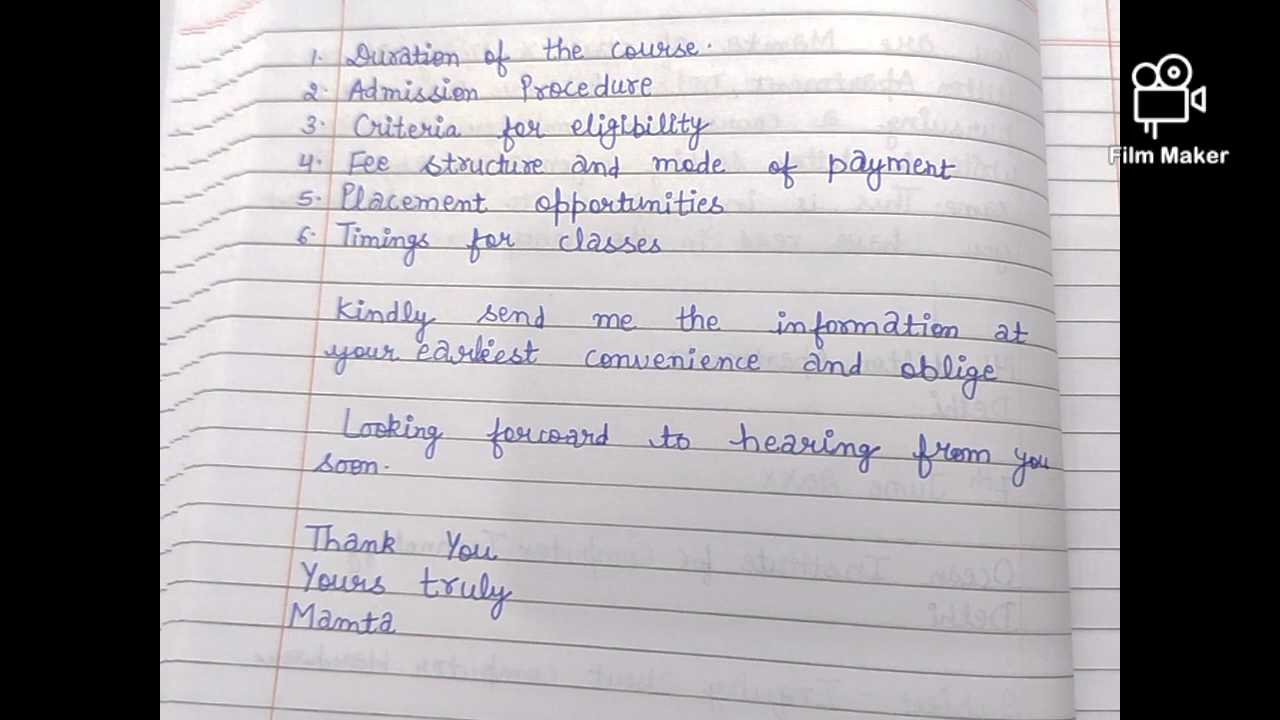 1. Duration of the course.
2. Admission Procedure
3. Criteria for eligibility
4. Fee structure and mode of payment
5. Placement opportunities
6. Timings for classes
Kindly send me the information at
your earliest convenience and oblige
Looking forward to hearing from you
soon.
Thank You
Yours truly
Mamta
Film Maker